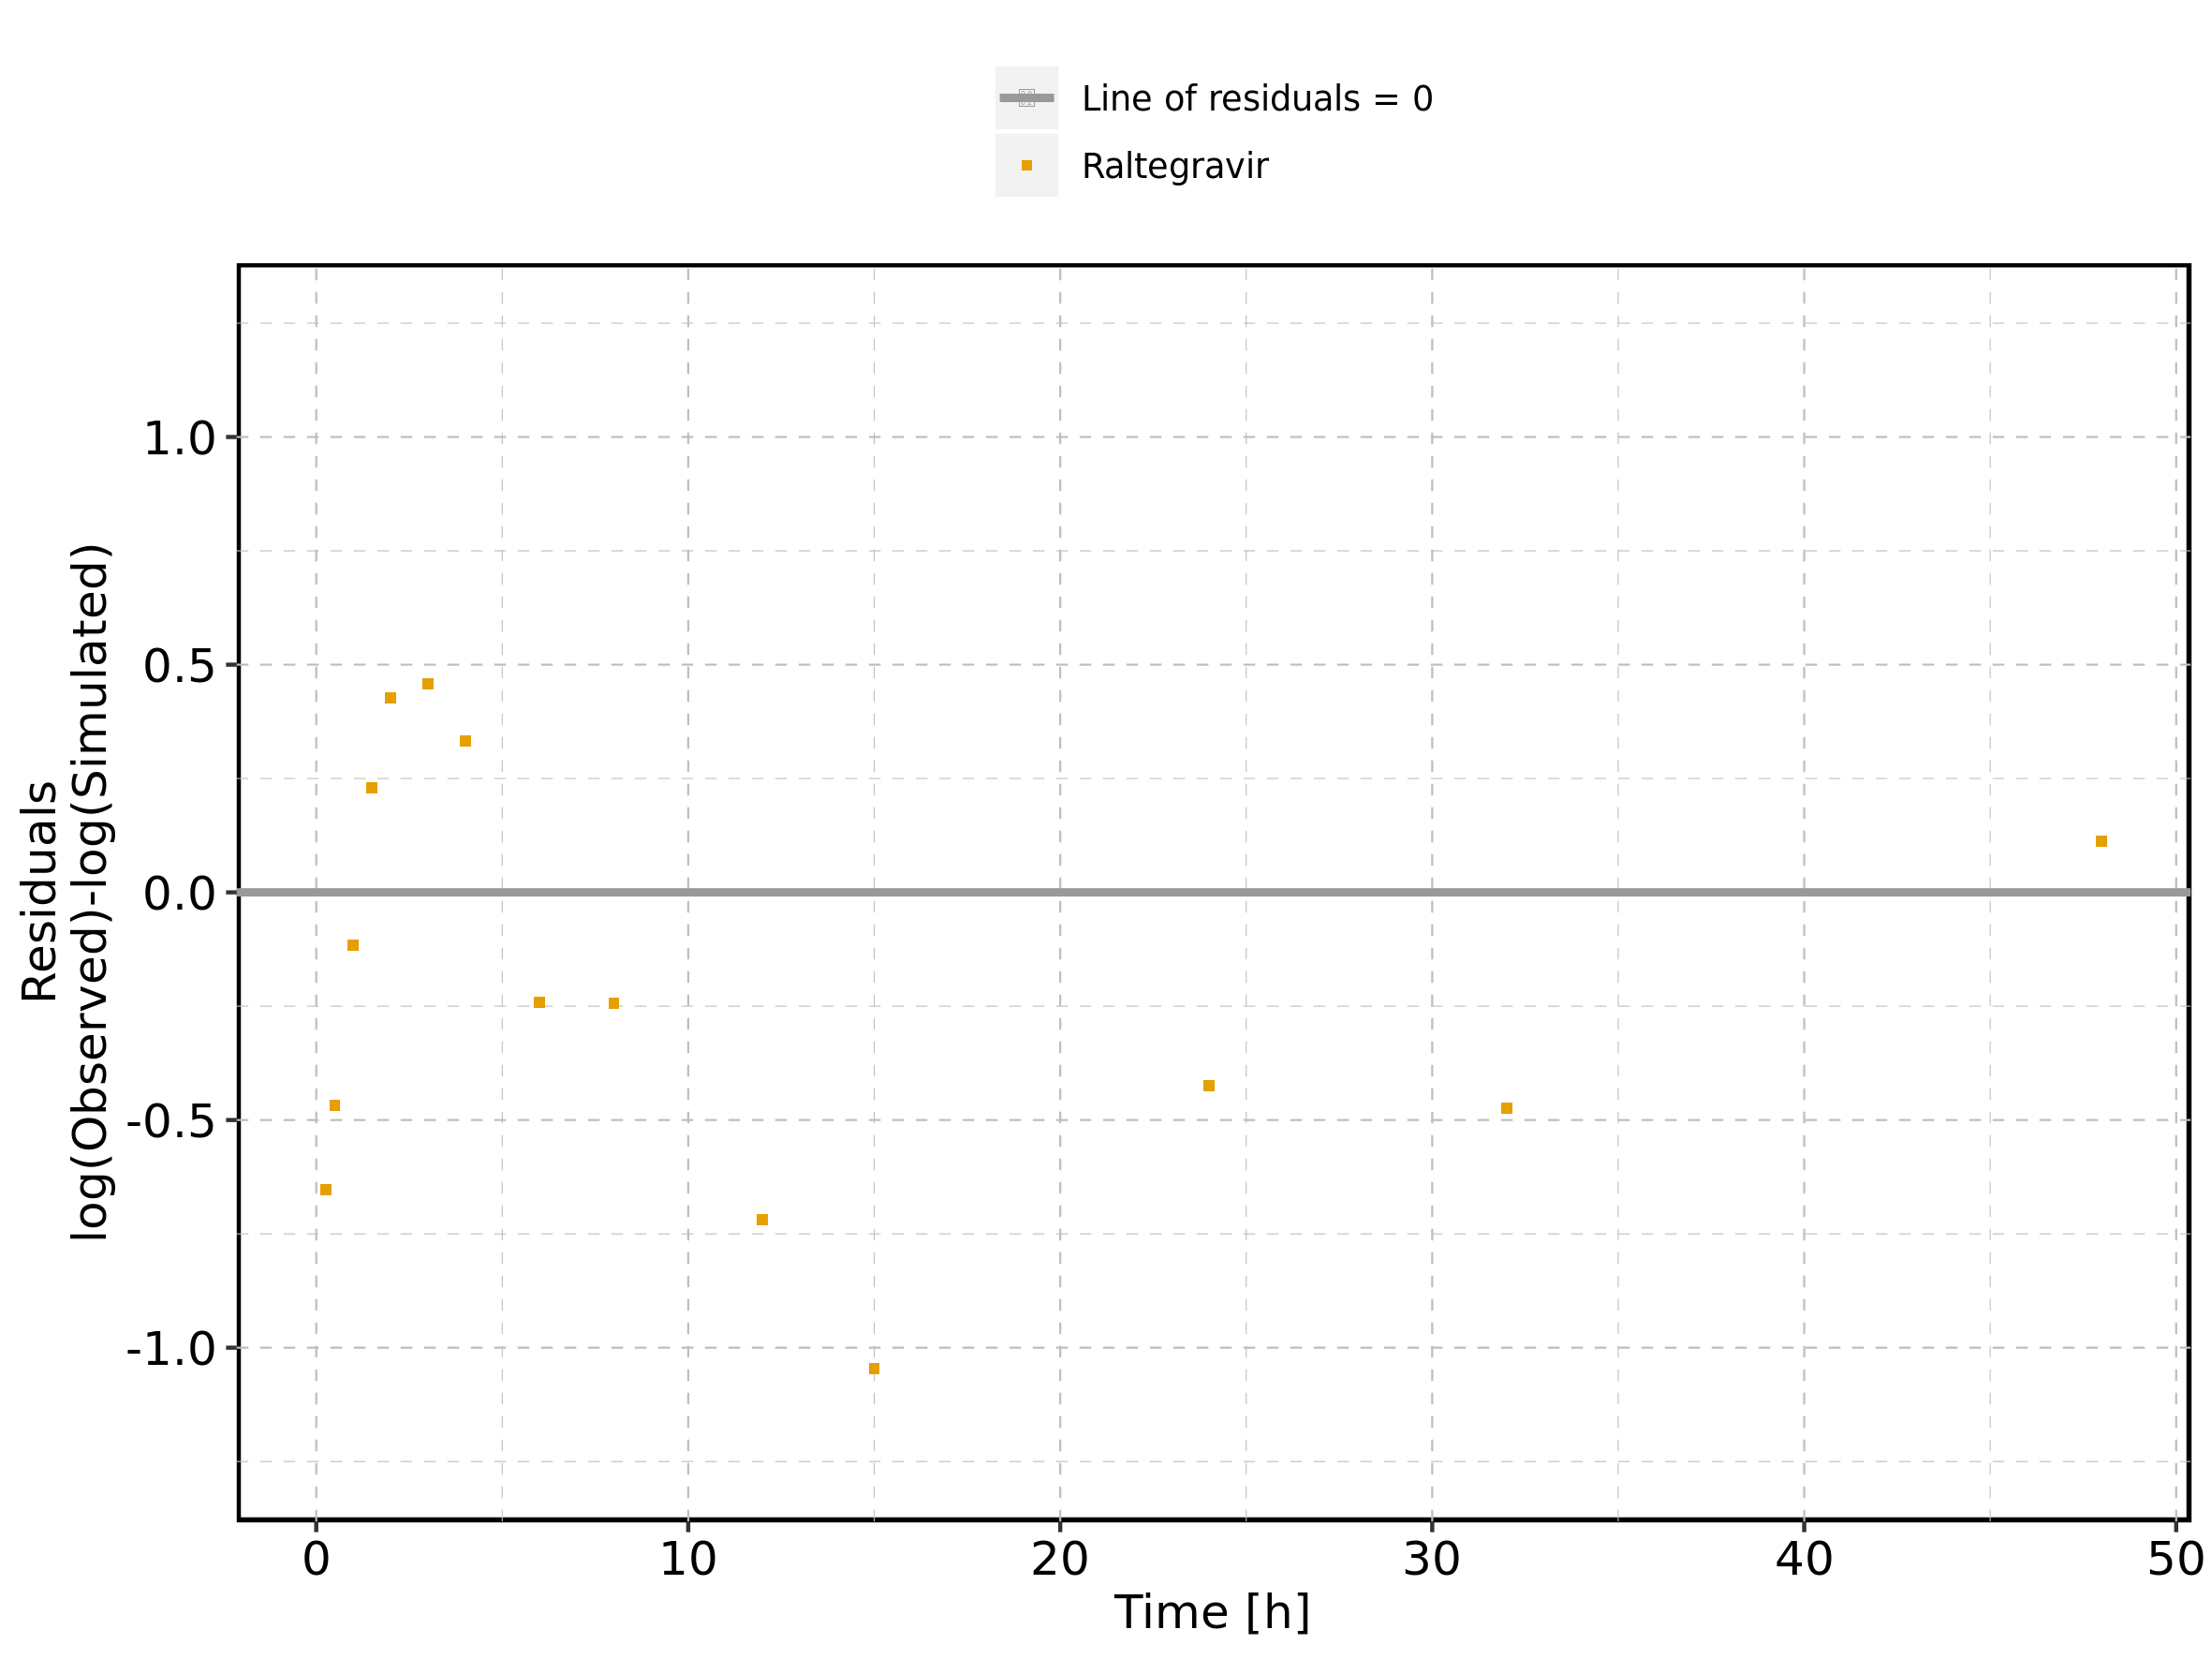 Line of residuals = 0
Raltegravir
Residuals
log(Observed)-log(Simulated)
1.0
0.5
0.0
-0.5
-1.0
0 10 20 30 40 50
Time [h]